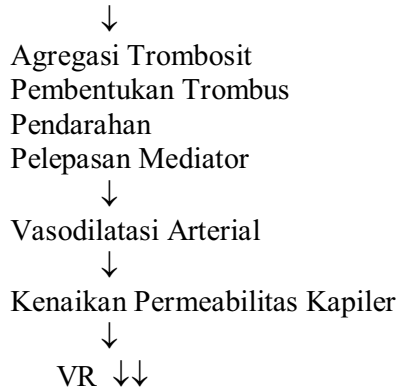 ↓
Agregasi Trombosit
Pembentukan Trombus
Pendarahan
Pelepasan Mediator
↓
Vasodilatasi Arterial
↓
Kenaikan Permeabilitas Kapiler
↓
VR ↓↓